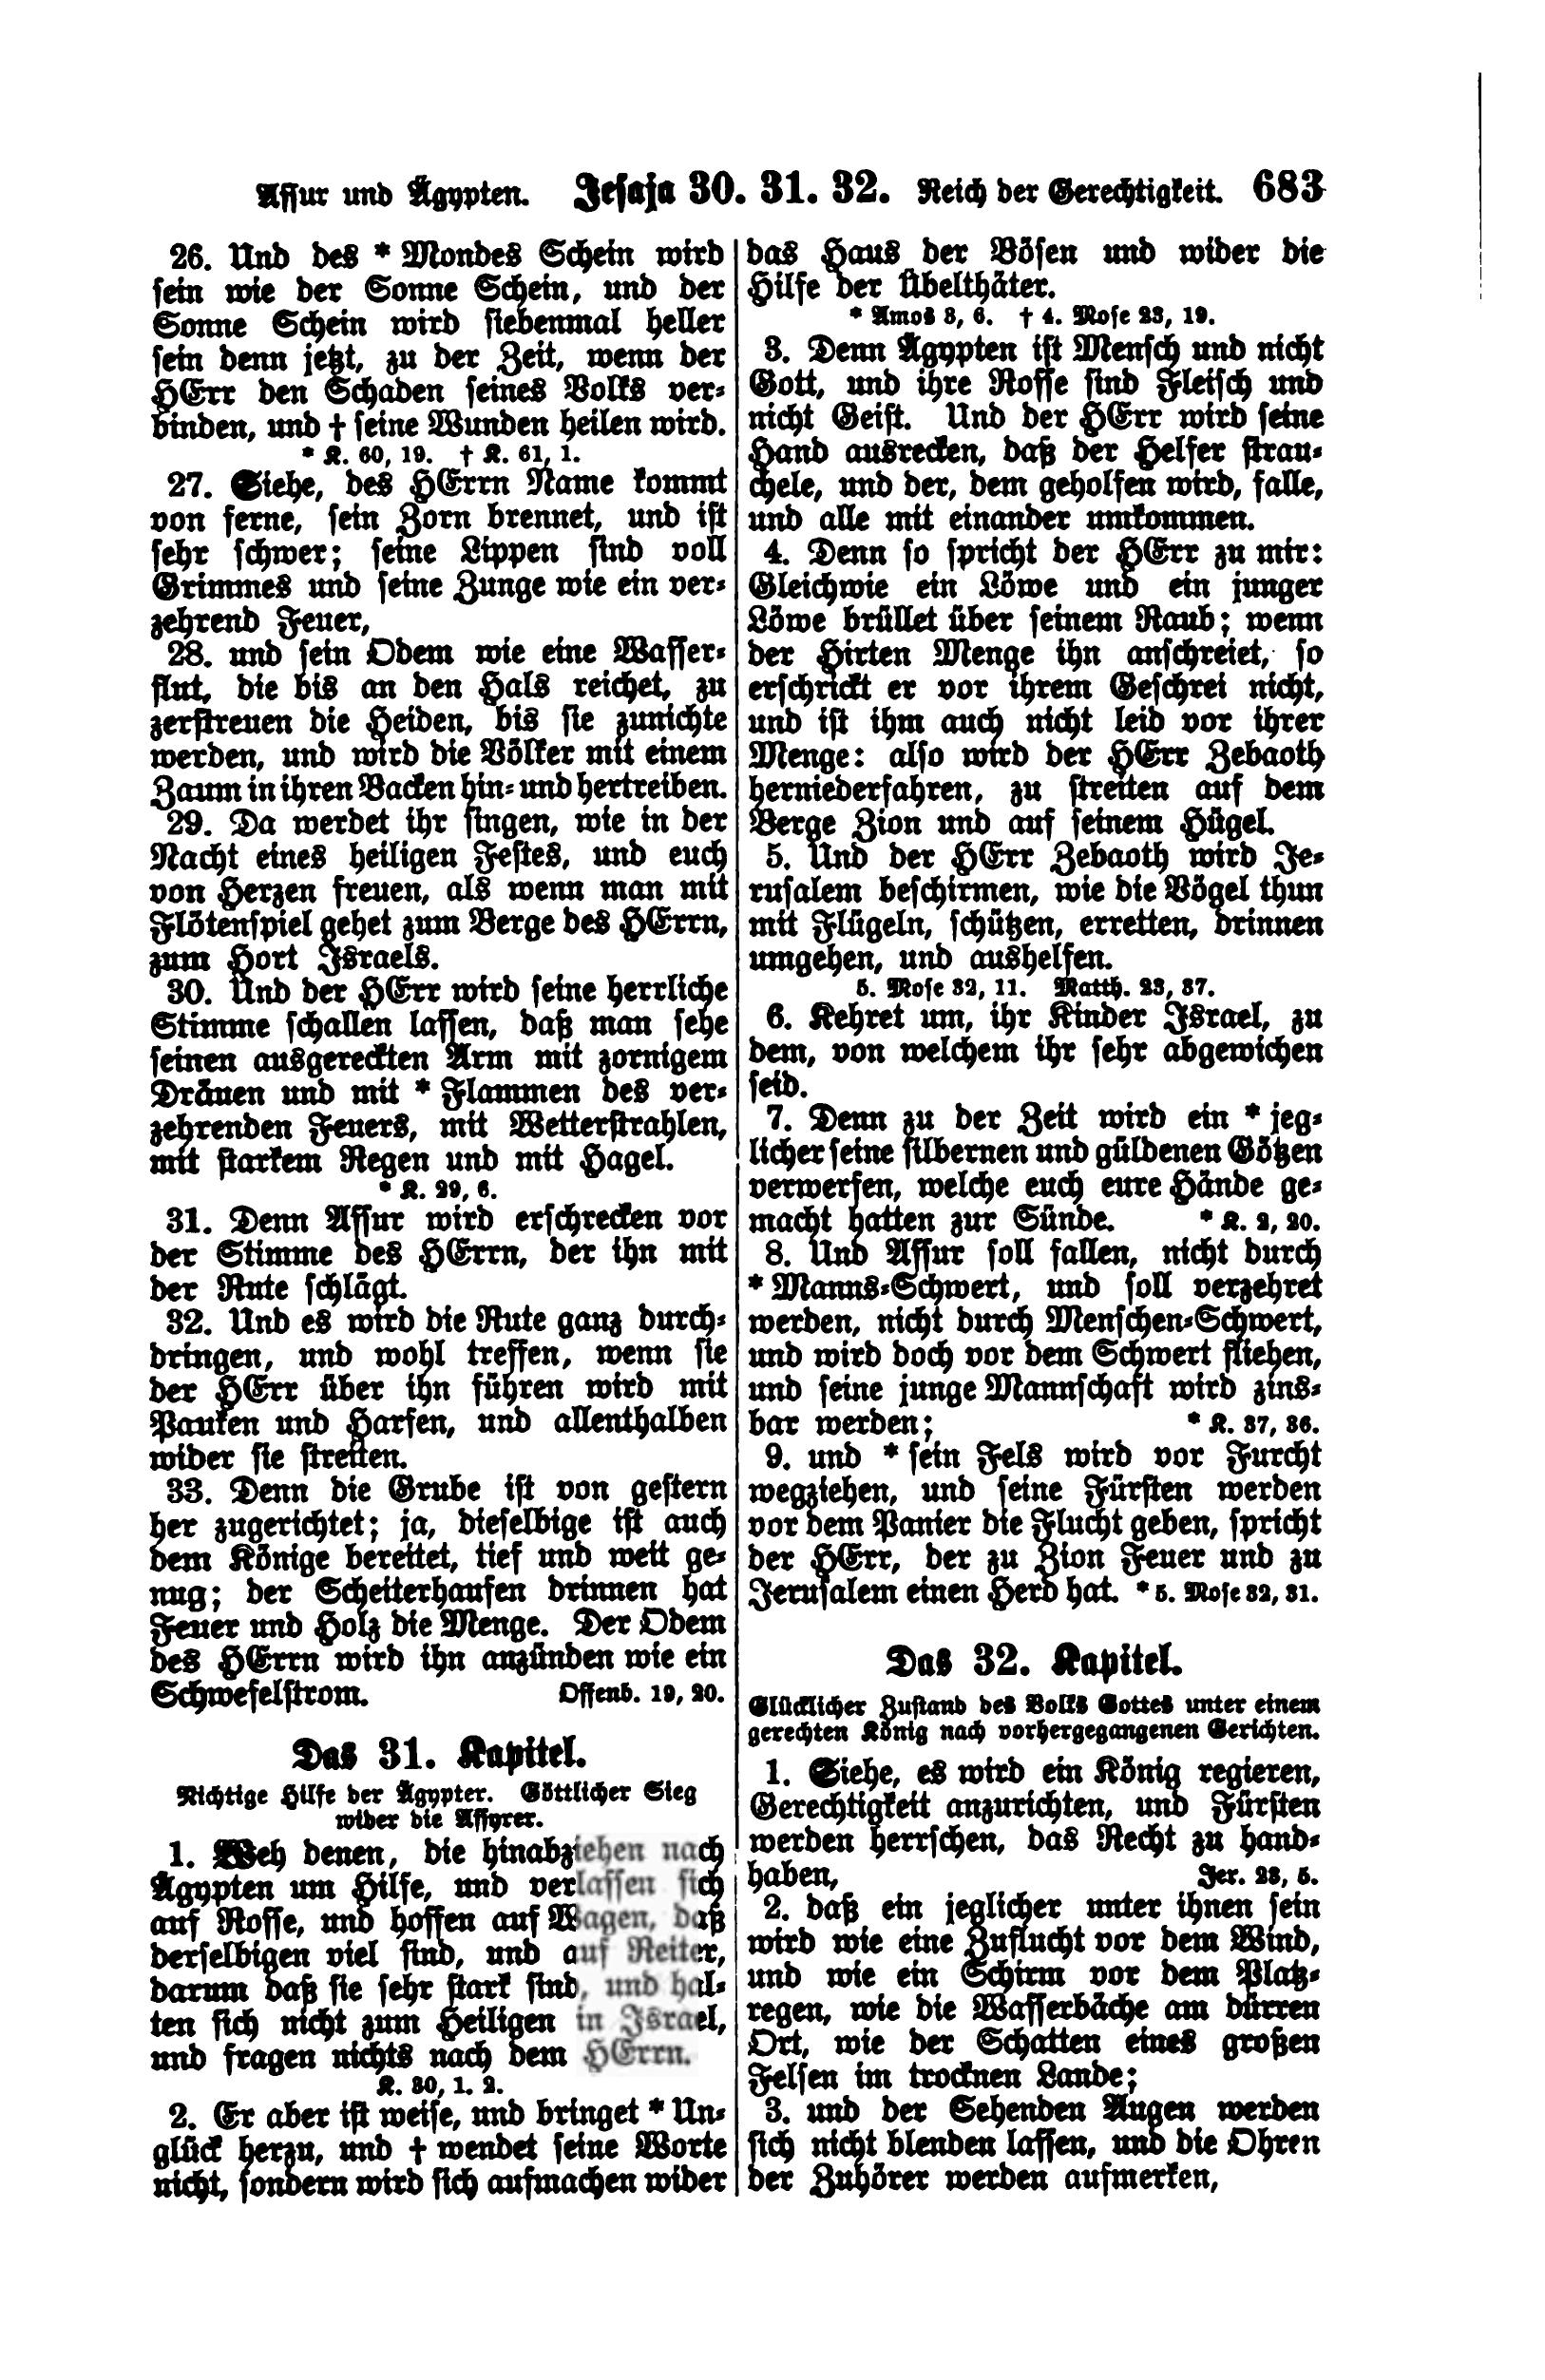 Assur und Ägypten. Jesaja 30. 31. 32. Reich der Gerechtigkeit. 683
26. Und des * Mondes Schein wird
sein wie der Sonne Schein, und der
Sonne Schein wird siebenmal heller
sein denn jetzt, zu der Zeit, wenn der
HErr den Schaden seines Volks ver-
binden, und † seine Wunden heilen wird.
* K. 60, 19. † K. 61, 1.
27. Siehe, des HErrn Name kommt
von ferne, sein Zorn brennet, und ist
sehr schwer; seine Lippen sind voll
Grimmes und seine Zunge wie ein ver-
zehrend Feuer,
28. und sein Odem wie eine Wasser-
flut, die bis an den Hals reichet, zu
zerstreuen die Heiden, bis sie zunichte
werden, und wird die Völker mit einem
Zaum in ihren Backen hin- und hertreiben.
29. Da werdet ihr singen, wie in der
Nacht eines heiligen Festes, und euch
von Herzen freuen, als wenn man mit
Flötenspiel gehet zum Berge des HErrn,
zum Hort Israels.
30. Und der HErr wird seine herrliche
Stimme schallen lassen, daß man sehe
seinen ausgereckten Arm mit zornigem
Dräuen und mit * Flammen des ver-
zehrenden Feuers, mit Wetterstrahlen,
mit starkem Regen und mit Hagel.
* K. 29, 6.
31. Denn Assur wird erschrecken vor
der Stimme des HErrn, der ihn mit
der Rute schlägt.
32. Und es wird die Rute ganz durch-
dringen, und wohl treffen, wenn sie
der HErr über ihn führen wird mit
Pauken und Harfen, und allenthalben
wider sie streiten.
33. Denn die Grube ist von gestern
her zugerichtet; ja, dieselbige ist auch
dem Könige bereitet, tief und weit ge-
nug; der Scheiterhaufen drinnen hat
Feuer und Holz die Menge. Der Odem
des HErrn wird ihn anzünden wie ein
Schwefelstrom. Offenb. 19, 20.
Das 31. Kapitel.
Nichtige Hilfe der Ägypter. Göttlicher Sieg
wider die Assyrer.
1. Weh denen, die hinabziehen nach
Ägypten um Hilfe, und verlassen sich
auf Rosse, und hoffen auf Wagen, daß
derselbigen viel sind, und auf Reiter,
darum daß sie sehr stark sind, und hal-
ten sich nicht zum Heiligen in Israel,
und fragen nichts nach dem HErrn.
K. 30, 1. 2.
2. Er aber ist weise, und bringet * Un-
glück herzu, und † wendet seine Worte
nicht, sondern wird sich aufmachen wider
das Haus der Bösen und wider die
Hilfe der Übelthäter.
* Amos 3, 6. † 4. Mose 23, 19.
3. Denn Ägypten ist Mensch und nicht
Gott, und ihre Rosse sind Fleisch und
nicht Geist. Und der HErr wird seine
Hand ausrecken, daß der Helfer strau-
chele, und der, dem geholfen wird, falle,
und alle mit einander umkommen.
4. Denn so spricht der HErr zu mir:
Gleichwie ein Löwe und ein junger
Löwe brüllet über seinem Raub; wenn
der Hirten Menge ihn anschreiet, so
erschrickt er vor ihrem Geschrei nicht,
und ist ihm auch nicht leid vor ihrer
Menge: also wird der HErr Zebaoth
herniederfahren, zu streiten auf dem
Berge Zion und auf seinem Hügel.
5. Und der HErr Zebaoth wird Je-
rusalem beschirmen, wie die Vögel thun
mit Flügeln, schützen, erretten, drinnen
umgehen, und aushelfen.
5. Mose 32, 11. Matth. 23, 37.
6. Kehret um, ihr Kinder Israel, zu
dem, von welchem ihr sehr abgewichen
seid.
7. Denn zu der Zeit wird ein * jeg-
licher seine silbernen und güldenen Götzen
verwerfen, welche euch eure Hände ge-
macht hatten zur Sünde. * K. 2, 20.
8. Und Assur soll fallen, nicht durch
* Manns-Schwert, und soll verzehret
werden, nicht durch Menschen-Schwert,
und wird doch vor dem Schwert fliehen,
und seine junge Mannschaft wird zins-
bar werden; * K. 37, 36.
9. und * sein Fels wird vor Furcht
wegziehen, und seine Fürsten werden
vor dem Panier die Flucht geben, spricht
der HErr, der zu Zion Feuer und zu
Jerusalem einen Herd hat. * 5. Mose 32, 31.
Das 32. Kapitel.
Glücklicher Zustand des Volks Gottes unter einem
gerechten König nach vorhergegangenen Gerichten.
1. Siehe, es wird ein König regieren,
Gerechtigkeit anzurichten, und Fürsten
werden herrschen, das Recht zu hand-
haben, Jer. 23, 5.
2. daß ein jeglicher unter ihnen sein
wird wie eine Zuflucht vor dem Wind,
und wie ein Schirm vor dem Platz-
regen, wie die Wasserbäche am dürren
Ort, wie der Schatten eines großen
Felsen im trocknen Lande;
3. und der Sehenden Augen werden
sich nicht blenden lassen, und die Ohren
der Zuhörer werden aufmerken,